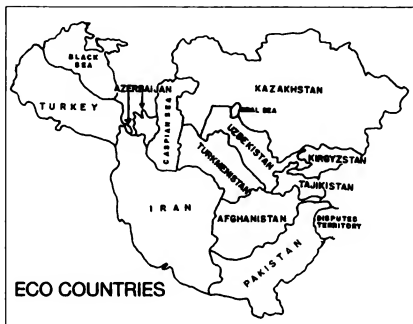 BLACK
SEA
AZERBAIJAN
TURKEY
CASPIAN SEA
KAZAKHSTAN
ARAL SEA
UZBEKISTAN
TURKMENISTAN
KIRGYZSTAN
TAJIKISTAN
IRAN
AFGHANISTAN
DISPUTED
TERRITORY
PAKISTAN
ECO COUNTRIES